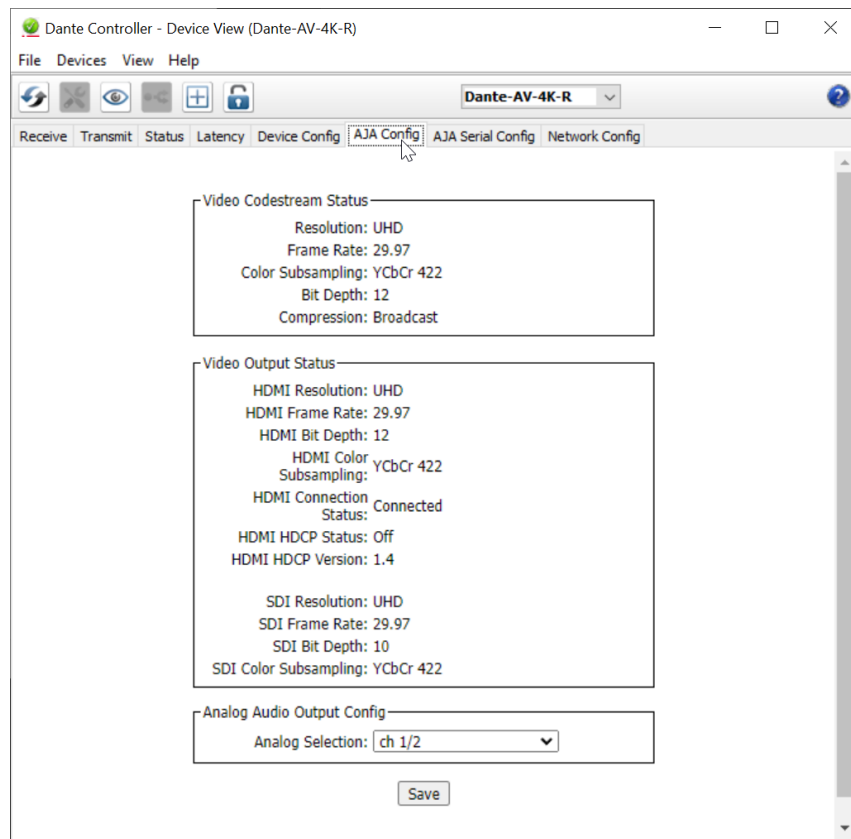 Dante Controller - Device View (Dante-AV-4K-R)
File Devices View Help
Dante-AV-4K-R
?
Receive Transmit Status Latency Device Config AJA Config AJA Serial Config Network Config
Video Codestream Status
Resolution: UHD
Frame Rate: 29.97
Color Subsampling: YCbCr 422
Bit Depth: 12
Compression: Broadcast
Video Output Status
HDMI Resolution: UHD
HDMI Frame Rate: 29.97
HDMI Bit Depth: 12
HDMI Color
Subsampling: YCbCr 422
HDMI Connection
Status: Connected
HDMI HDCP Status: Off
HDMI HDCP Version: 1.4
SDI Resolution: UHD
SDI Frame Rate: 29.97
SDI Bit Depth: 10
SDI Color Subsampling: YCbCr 422
Analog Audio Output Config
Analog Selection: ch 1/2
Save